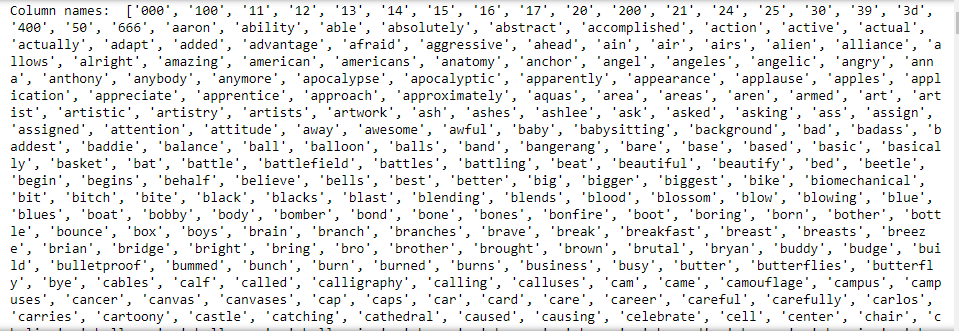 Column names:  ['000', '100', '11', '12', '13', '14', '15', '16', '17', '20', '200', '21', '24', '25', '30', '39', '3d',
'400', '50', '666', 'aaron', 'ability', 'able', 'absolutely', 'abstract', 'accomplished', 'action', 'active', 'actual',
'actually', 'adapt', 'added', 'advantage', 'afraid', 'aggressive', 'ahead', 'ain', 'air', 'airs', 'alien', 'alliance', 'a
llows', 'alright', 'amazing', 'american', 'americans', 'anatomy', 'anchor', 'angel', 'angeles', 'angelic', 'angry', 'ann
a', 'anthony', 'anybody', 'anymore', 'apocalypse', 'apocalyptic', 'apparently', 'appearance', 'applause', 'apples', 'appl
ication', 'appreciate', 'apprentice', 'approach', 'approximately', 'aquas', 'area', 'areas', 'aren', 'armed', 'art', 'art
ist', 'artistic', 'artistry', 'artists', 'artwork', 'ash', 'ashes', 'ashlee', 'ask', 'asked', 'asking', 'ass', 'assign',
'assigned', 'attention', 'attitude', 'away', 'awesome', 'awful', 'baby', 'babysitting', 'background', 'bad', 'badass', 'b
addest', 'baddie', 'balance', 'ball', 'balloon', 'balls', 'band', 'bangerang', 'bare', 'base', 'based', 'basic', 'basical
ly', 'basket', 'bat', 'battle', 'battlefield', 'battles', 'battling', 'beat', 'beautiful', 'beautify', 'bed', 'beetle',
'begin', 'begins', 'behalf', 'believe', 'bells', 'best', 'better', 'big', 'bigger', 'biggest', 'bike', 'biomechanical',
'bit', 'bitch', 'bite', 'black', 'blacks', 'blast', 'blending', 'blends', 'blood', 'blossom', 'blow', 'blowing', 'blue',
'blues', 'boat', 'bobby', 'body', 'bomber', 'bond', 'bone', 'bones', 'bonfire', 'boot', 'boring', 'born', 'bother', 'bott
le', 'bounce', 'box', 'boys', 'brain', 'branch', 'branches', 'brave', 'break', 'breakfast', 'breast', 'breasts', 'breez
e', 'brian', 'bridge', 'bright', 'bring', 'bro', 'brother', 'brought', 'brown', 'brutal', 'bryan', 'buddy', 'budge', 'bui
ld', 'bulletproof', 'bummed', 'bunch', 'burn', 'burned', 'burns', 'business', 'busy', 'butter', 'butterflies', 'butterfl
y', 'bye', 'cables', 'calf', 'called', 'calligraphy', 'calling', 'calluses', 'cam', 'came', 'camouflage', 'campus', 'camp
uses', 'cancer', 'canvas', 'canvases', 'cap', 'caps', 'car', 'card', 'care', 'career', 'careful', 'carefully', 'carlos',
'carries', 'cartoony', 'castle', 'catching', 'cathedral', 'caused', 'causing', 'celebrate', 'cell', 'center', 'chair', 'c